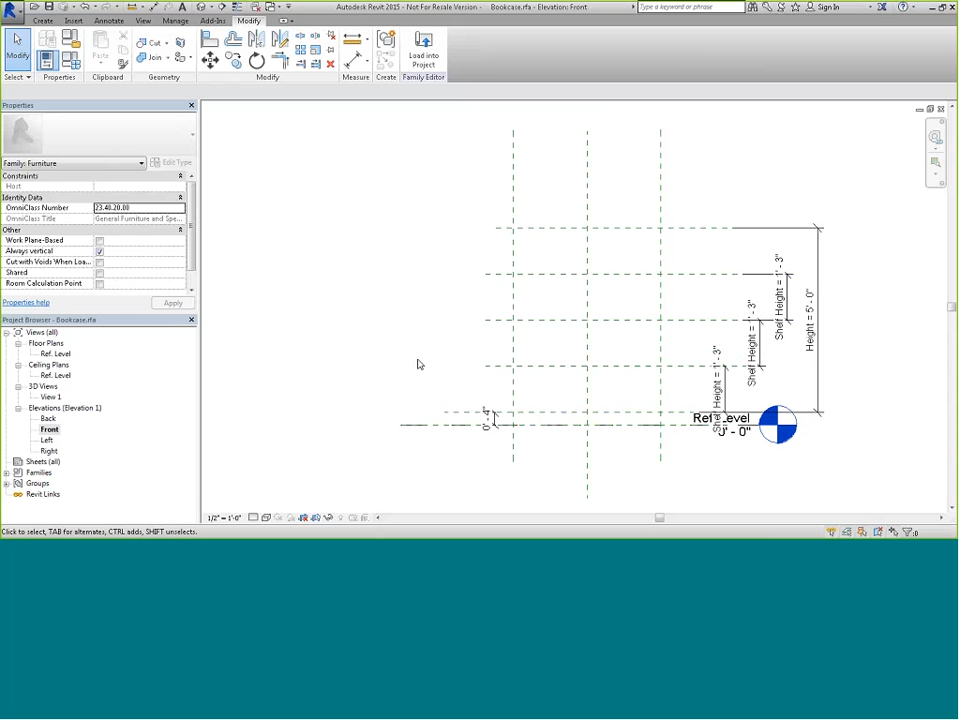 Autodesk Revit 2015 - Not For Resale Version - Bookcase.rfa - Elevation: Front
Type a keyword or phrase
Sign In
Create
Insert
Annotate
View
Manage
Add-Ins
Modify
Modify
Paste
Cut
Join
Load into
Project
Select
Properties
Clipboard
Geometry
Modify
Measure
Create
Family Editor
Properties
Family: Furniture
Edit Type
Constraints
Host
Identity Data
OmniClass Number 23.40.20.00
OmniClass Title General Furniture and Spe...
Other
Work Plane-Based
Always vertical
Cut with Voids When Loa...
Shared
Room Calculation Point
Properties help
Apply
Project Browser - Bookcase.rfa
Views (all)
Floor Plans
Ref. Level
Ceiling Plans
Ref. Level
3D Views
View 1
Elevations (Elevation 1)
Back
Front
Left
Right
Sheets (all)
Families
Groups
Revit Links
Shelf Height = 1' - 3"
Shelf Height = 1' - 3"
Shelf Height = 1' - 3"
Height = 5' - 0"
0' - 4"
1/2" = 1'-0"
Click to select, TAB for alternates, CTRL adds, SHIFT unselects.
:0